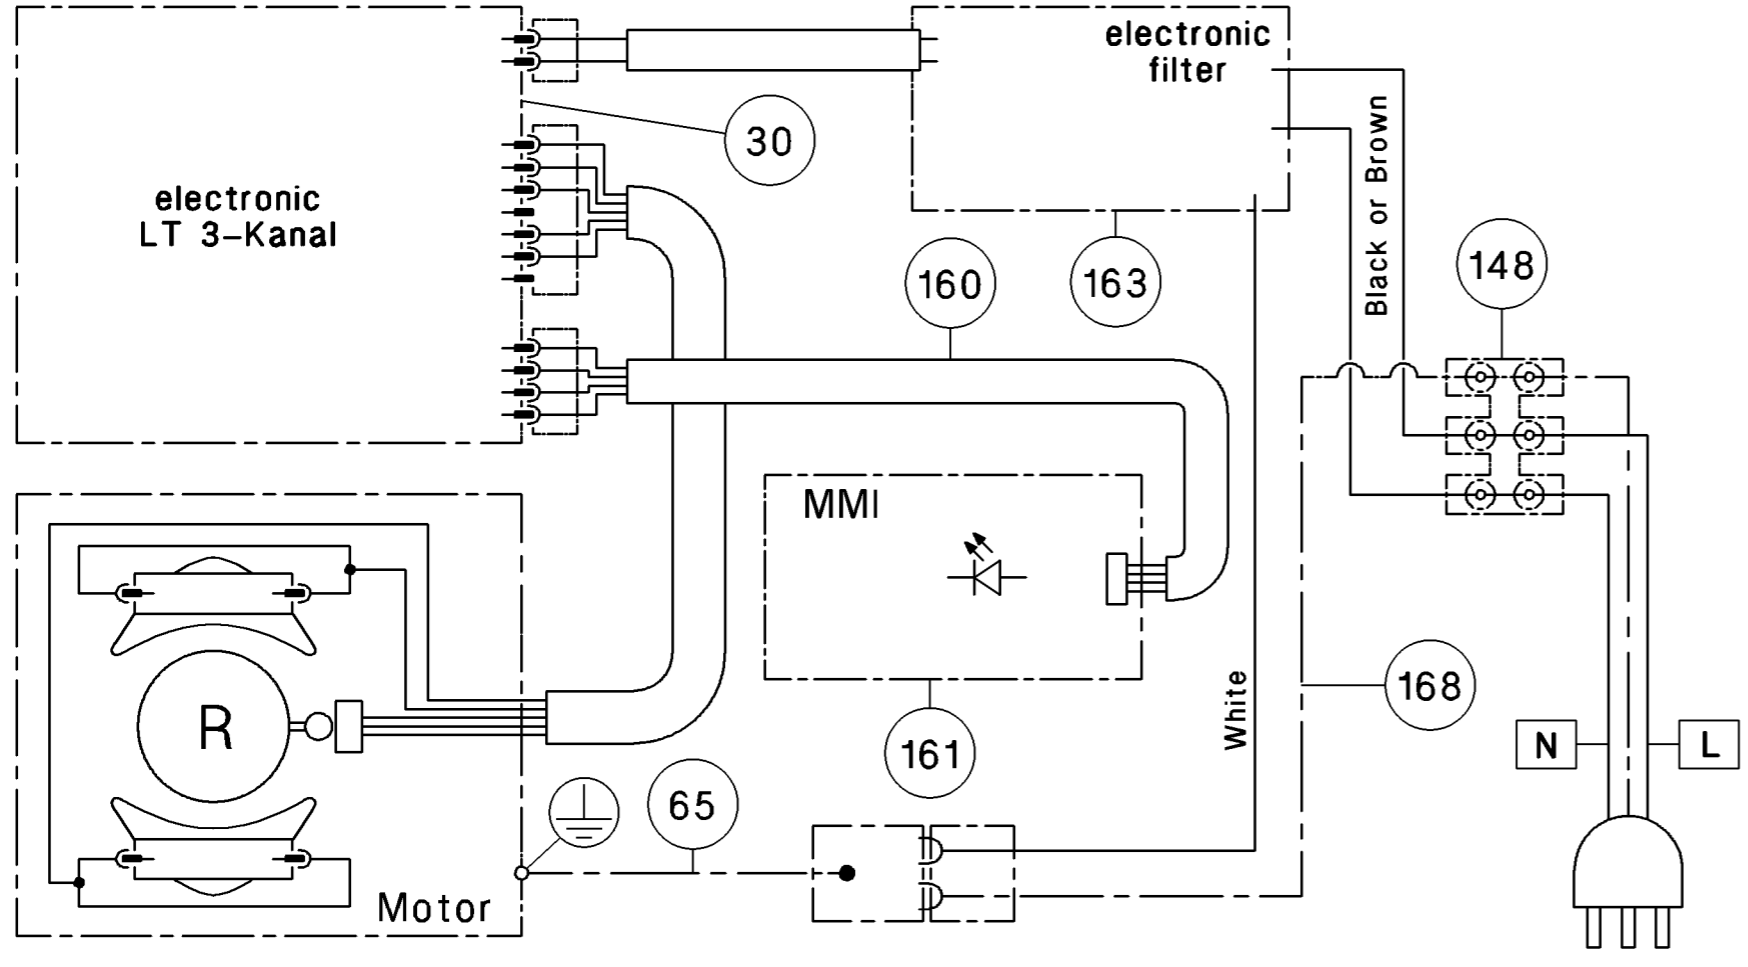 electronic
filter
30
electronic
LT 3-Kanal
Black or Brown
160
163
148
MMI
White
168
R
N
L
161
65
Motor